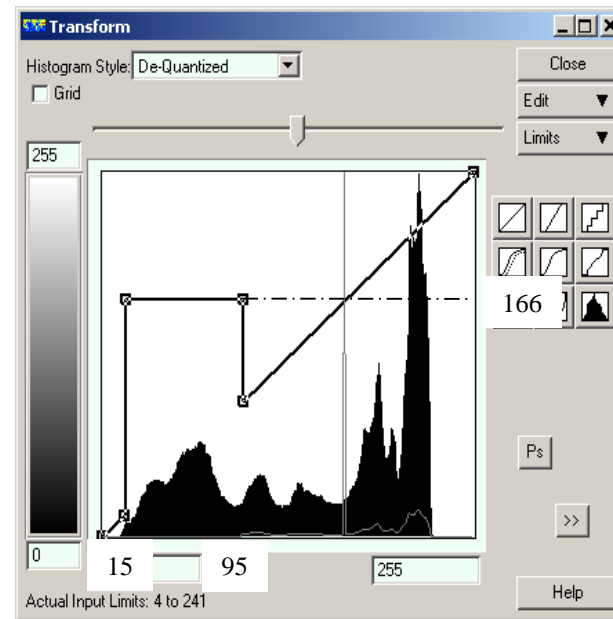 Transform
Histogram Style: De-Quantized
Close
Grid
Edit
Limits
255
166
Ps
>>
0
15
95
255
Actual Input Limits: 4 to 241
Help